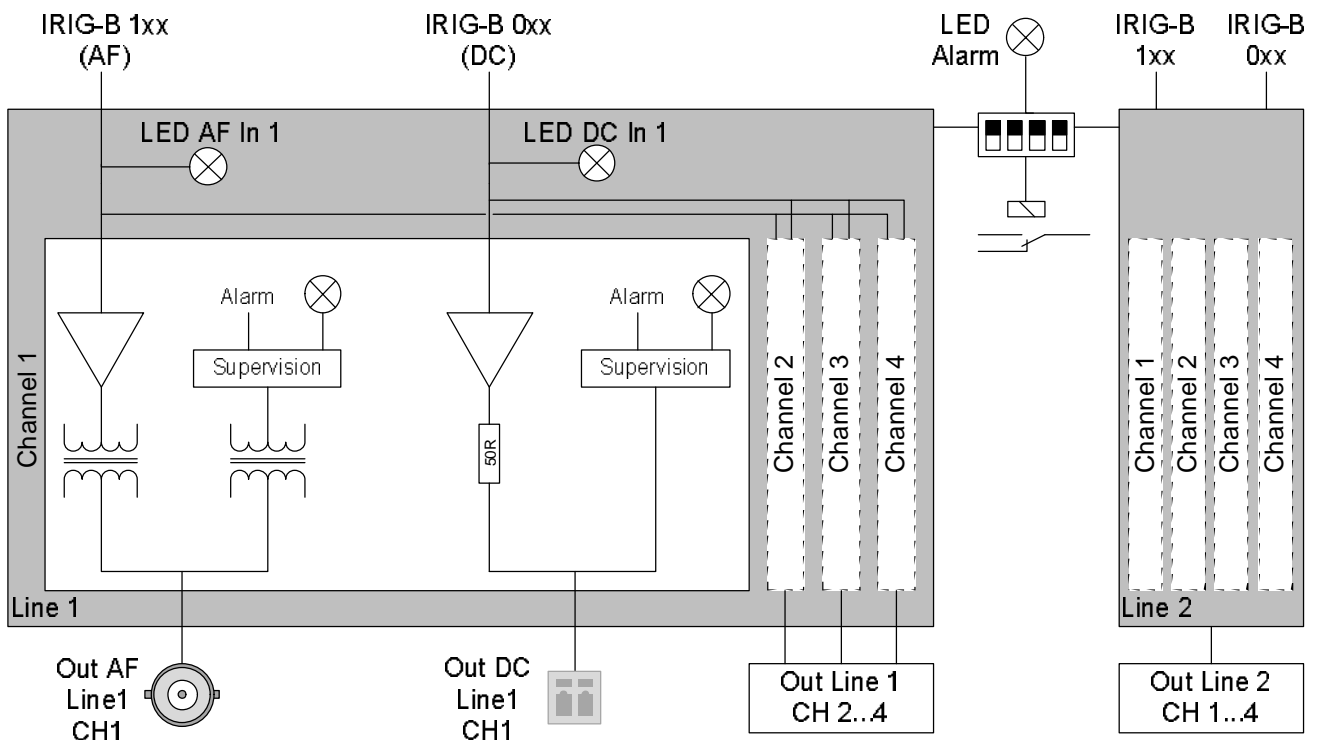 IRIG-B 1xx
(AF)
IRIG-B 0xx
(DC)
LED
Alarm
IRIG-B
1xx
IRIG-B
0xx
LED AF In 1
LED DC In 1
Channel 1
Alarm
Supervision
50R
Alarm
Supervision
Channel 2
Channel 3
Channel 4
Line 1
Channel 1
Channel 2
Channel 3
Channel 4
Line 2
Out AF
Line1
CH1
Out DC
Line1
CH1
Out Line 1
CH 2...4
Out Line 2
CH 1...4